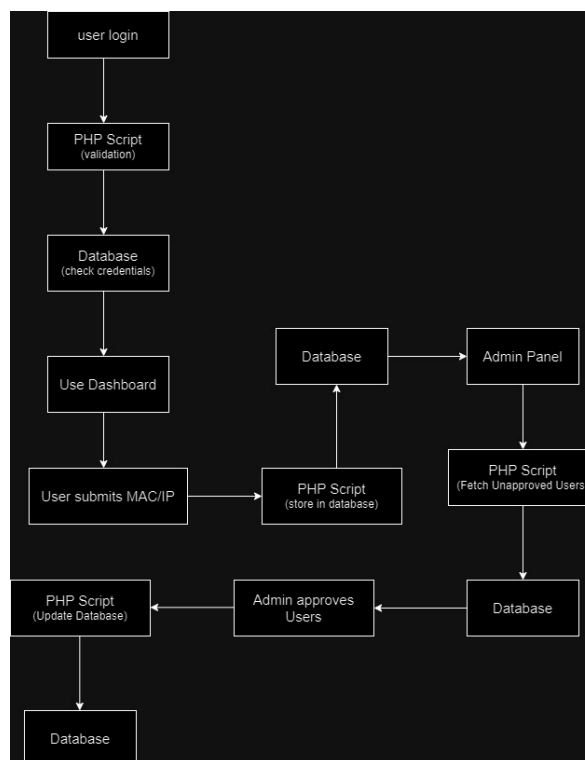 user login
PHP Script
(validation)
Database
(check credentials)
Use Dashboard
User submits MAC/IP
PHP Script
(store in database)
Database
Admin Panel
PHP Script
(Fetch Unapproved Users
Database
Admin approves
Users
PHP Script
(Update Database)
Database